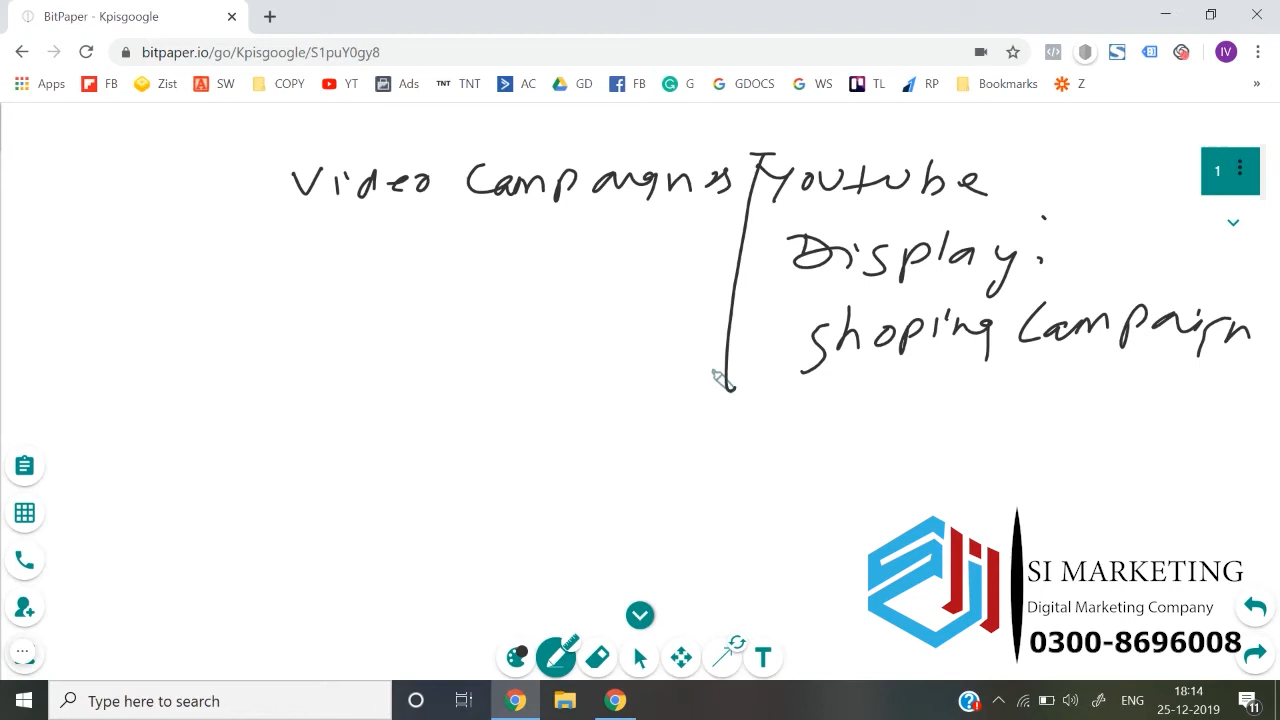 BitPaper - Kpisgoogle
bitpaper.io/go/Kpisgoogle/S1puY0gy8
IV
Apps FB Zist SW COPY YT Ads TNT TNT AC GD FB G GDOCS WS TL RP Bookmarks Z »
Video Campaigns Youtube
1
Display:
Shoping Campaign
SI MARKETING
Digital Marketing Company
0300-8696008
T
Type here to search
ENG
18:14
25-12-2019
11